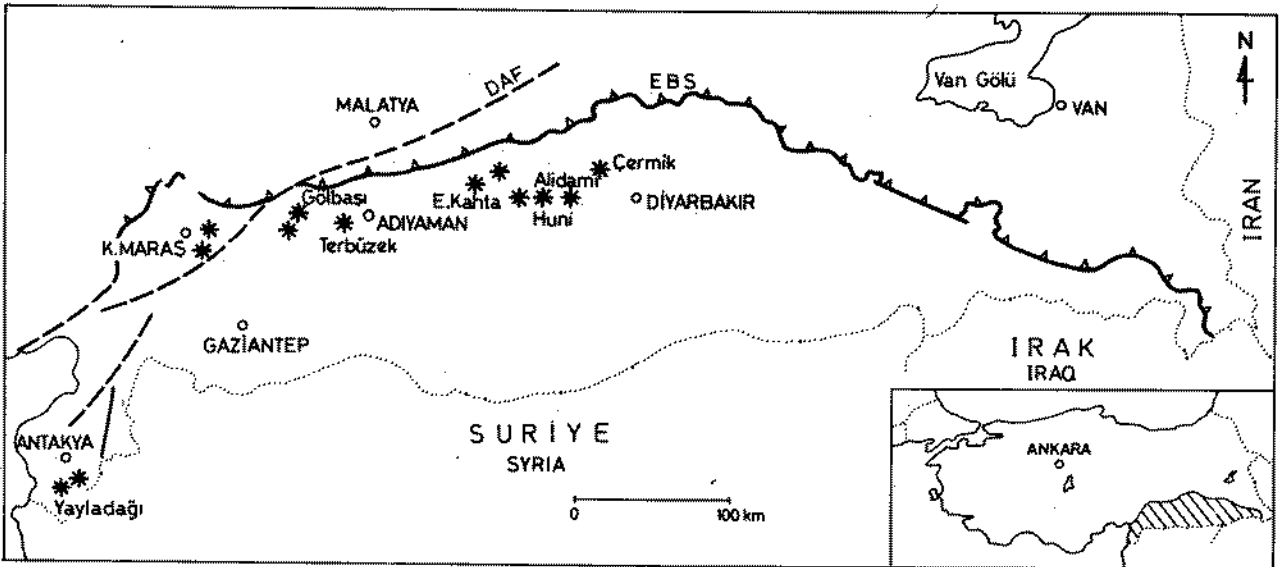 N
EBS
DAF
Van Gölü
VAN
MALATYA
Çermik
Gölbaşı
Alidamı
E.Kahta
DİYARBAKIR
ADIYAMAN
Huni
Terbüzek
K.MARAŞ
IRAN
GAZİANTEP
IRAK
IRAQ
SURİYE
SYRIA
ANTAKYA
ANKARA
Yayladağı
0 100 km